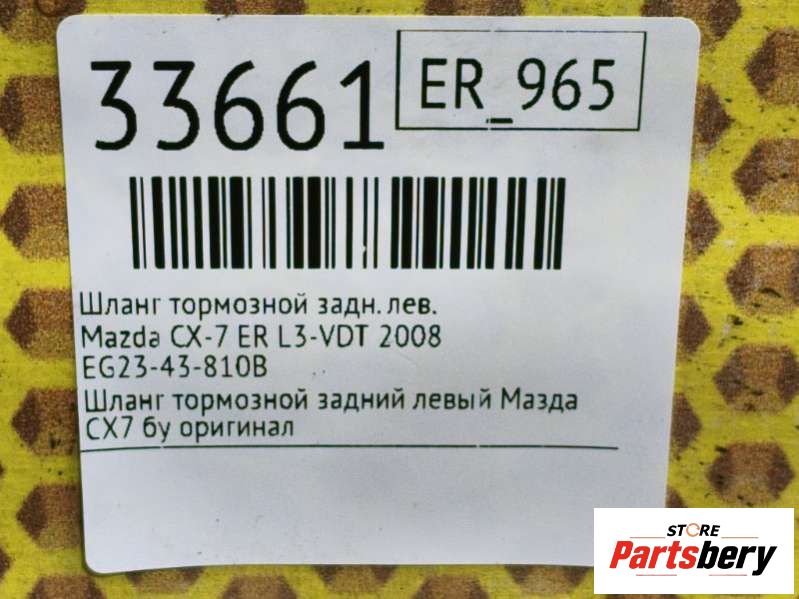 33661
ER_965
Шланг тормозной задн. лев.
Mazda CX-7 ER L3-VDT 2008
EG23-43-810B
Шланг тормозной задний левый Мазда
СХ7 бу оригинал
STORE
Partsbery